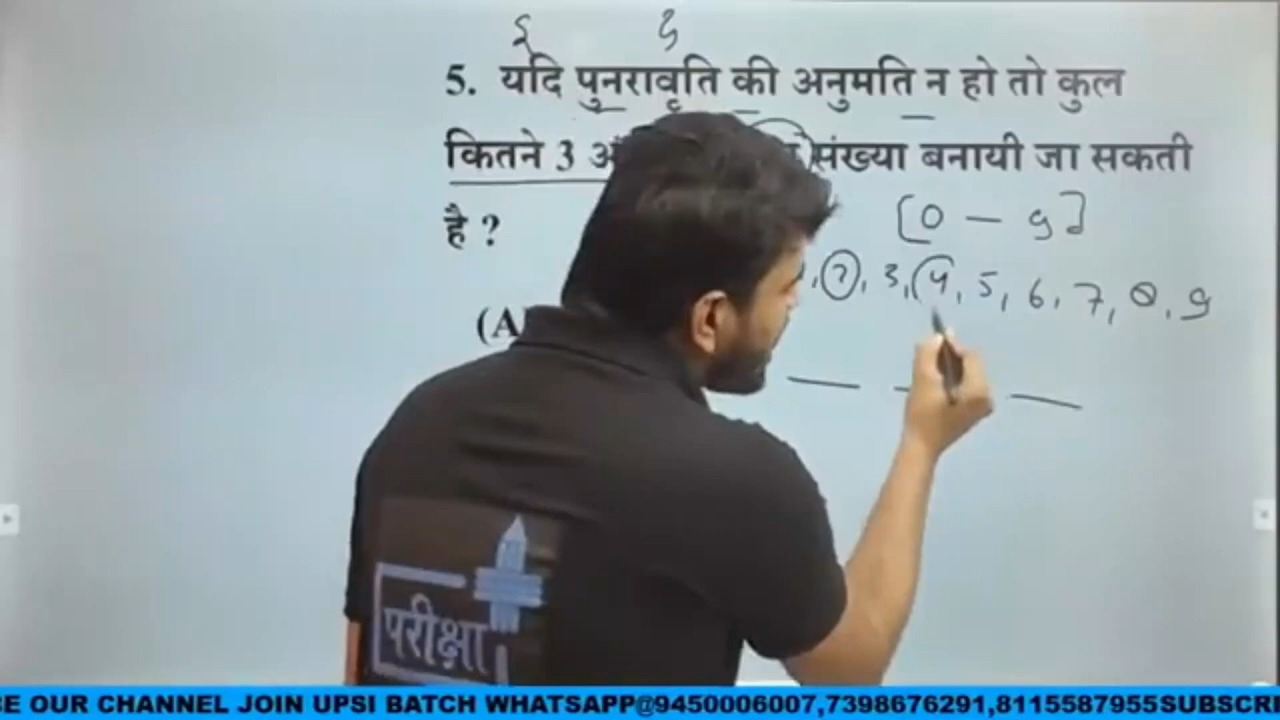 5. यदि पुनरावृति की अनुमति न हो तो कुल
कितने 3 संख्या बनायी जा सकती
है ?
[0 — 9]
, 2, 3, 4, 5, 6, 7, 8, 9
(A
परीक्षा
OUR CHANNEL JOIN UPSI BATCH WHATSAPP@9450006007,7398676291,8115587955